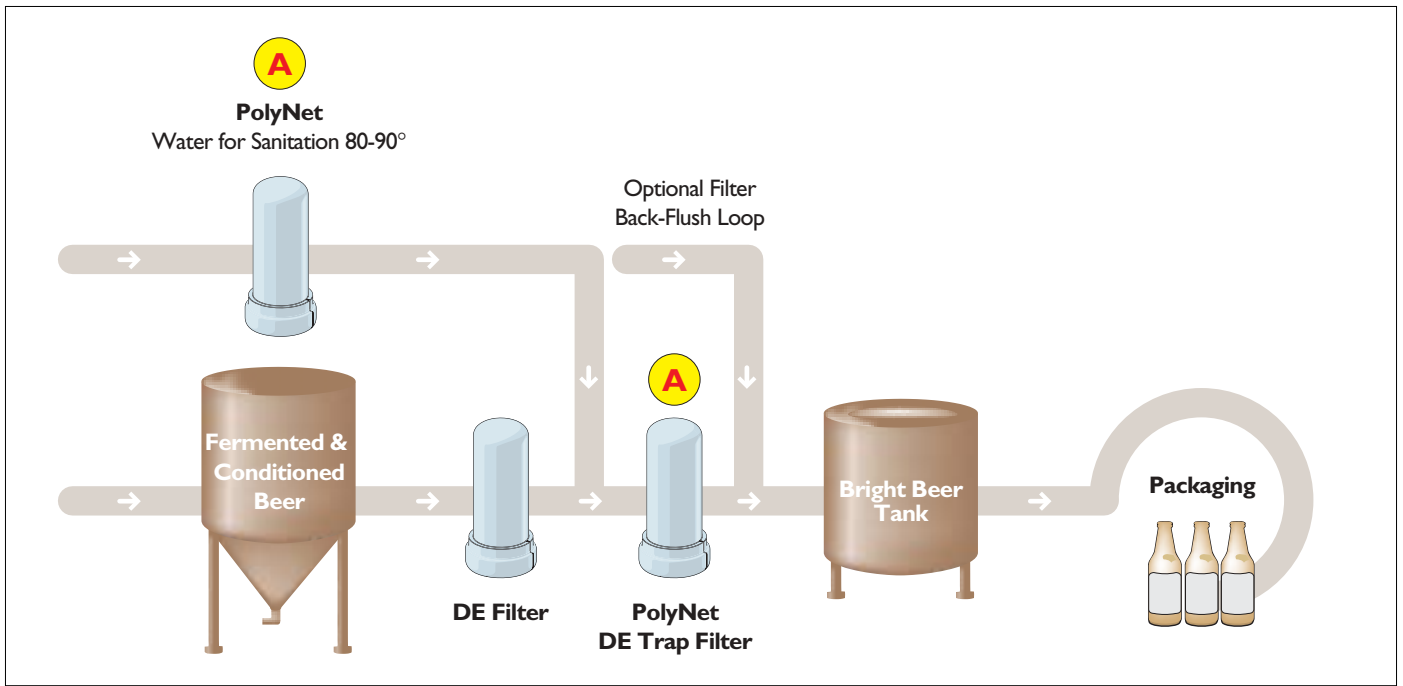 A
PolyNet
Water for Sanitation 80-90°
Optional Filter
Back-Flush Loop
A
Fermented &
Conditioned
Beer
Bright Beer
Tank
Packaging
DE Filter
PolyNet
DE Trap Filter